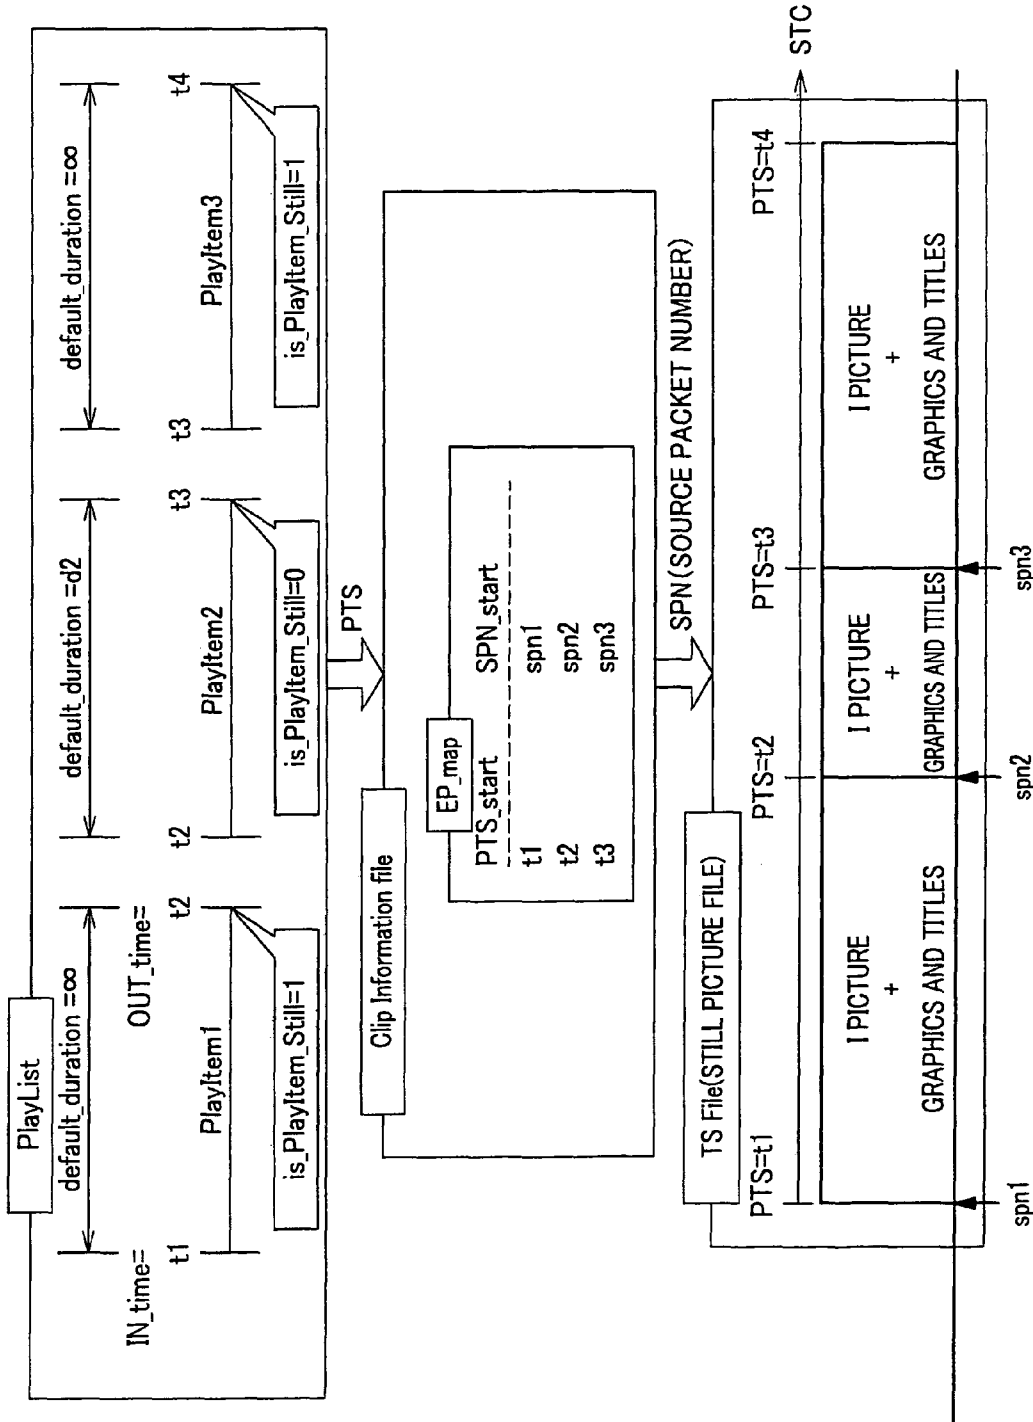 PlayList
default_duration =∞
default_duration =d2
default_duration =∞
IN_time=
OUT_time=
t1
t2
t2
t3
t3
t4
PlayItem1
PlayItem2
PlayItem3
is_PlayItem_Still=1
is_PlayItem_Still=0
is_PlayItem_Still=1
PTS
Clip Information file
EP_map
PTS_start
SPN_start
t1
spn1
t2
spn2
t3
spn3
SPN(SOURCE PACKET NUMBER)
TS File(STILL PICTURE FILE)
PTS=t1
PTS=t2
PTS=t3
PTS=t4
STC
I PICTURE
+
GRAPHICS AND TITLES
I PICTURE
+
GRAPHICS AND TITLES
I PICTURE
+
GRAPHICS AND TITLES
spn1
spn2
spn3